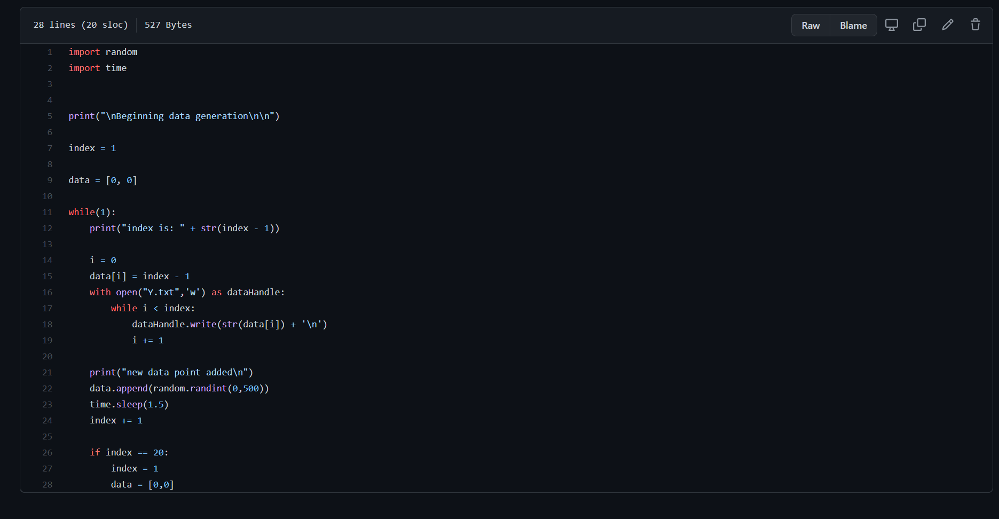 28 lines (20 sloc) 527 Bytes Raw Blame
1 import random
2 import time
3
4
5 print("\nBeginning data generation\n\n")
6
7 index = 1
8
9 data = [0, 0]
10
11 while(1):
12     print("index is: " + str(index - 1))
13
14     i = 0
15     data[i] = index - 1
16     with open("Y.txt",'w') as dataHandle:
17         while i < index:
18             dataHandle.write(str(data[i]) + '\n')
19             i += 1
20
21     print("new data point added\n")
22     data.append(random.randint(0,500))
23     time.sleep(1.5)
24     index += 1
25
26     if index == 20:
27         index = 1
28         data = [0,0]